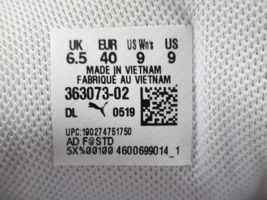 UK EUR US Wn's US
6.5 40 9 9
MADE IN VIETNAM
FABRIQUÉ AU VIETNAM
363073-02
DL 0519
UPC:190274751750
AD F@STD
5X%00100 4600699014_1